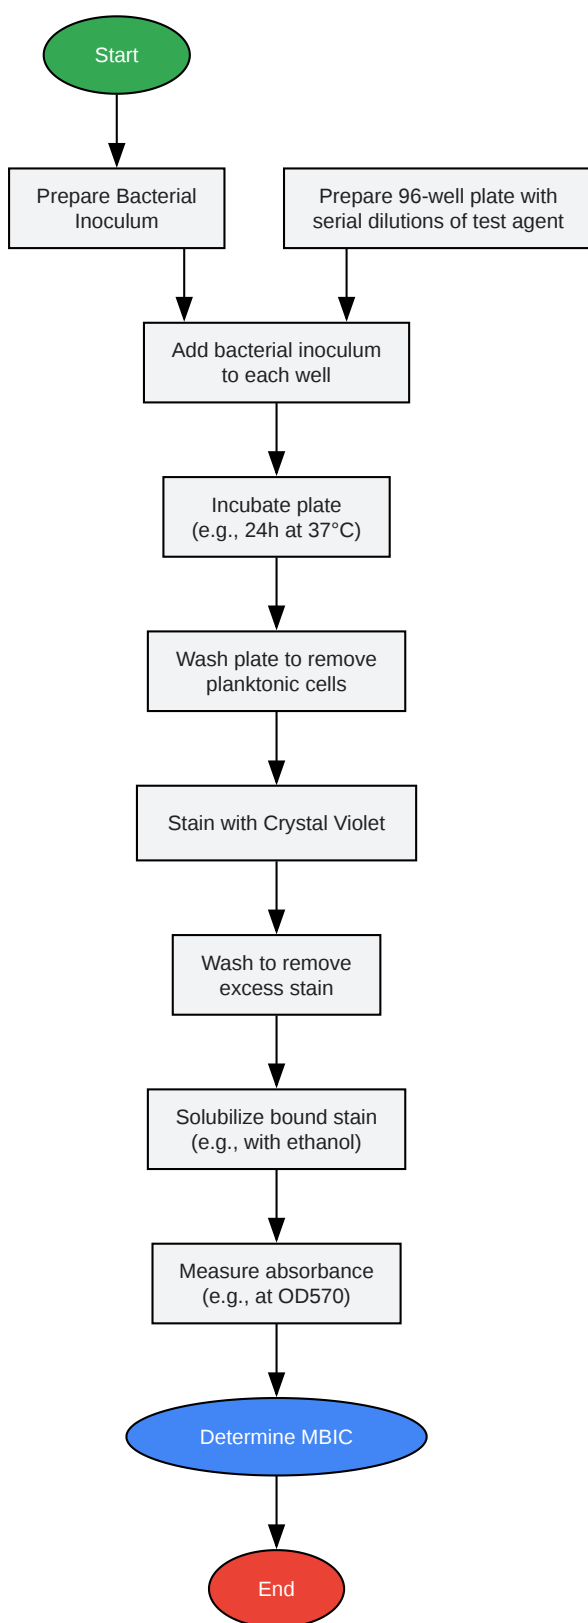 Start
Prepare Bacterial
Inoculum
Prepare 96-well plate with
serial dilutions of test agent
Add bacterial inoculum
to each well
Incubate plate
(e.g., 24h at 37°C)
Wash plate to remove
planktonic cells
Stain with Crystal Violet
Wash to remove
excess stain
Solubilize bound stain
(e.g., with ethanol)
Measure absorbance
(e.g., at OD570)
Determine MBIC
End